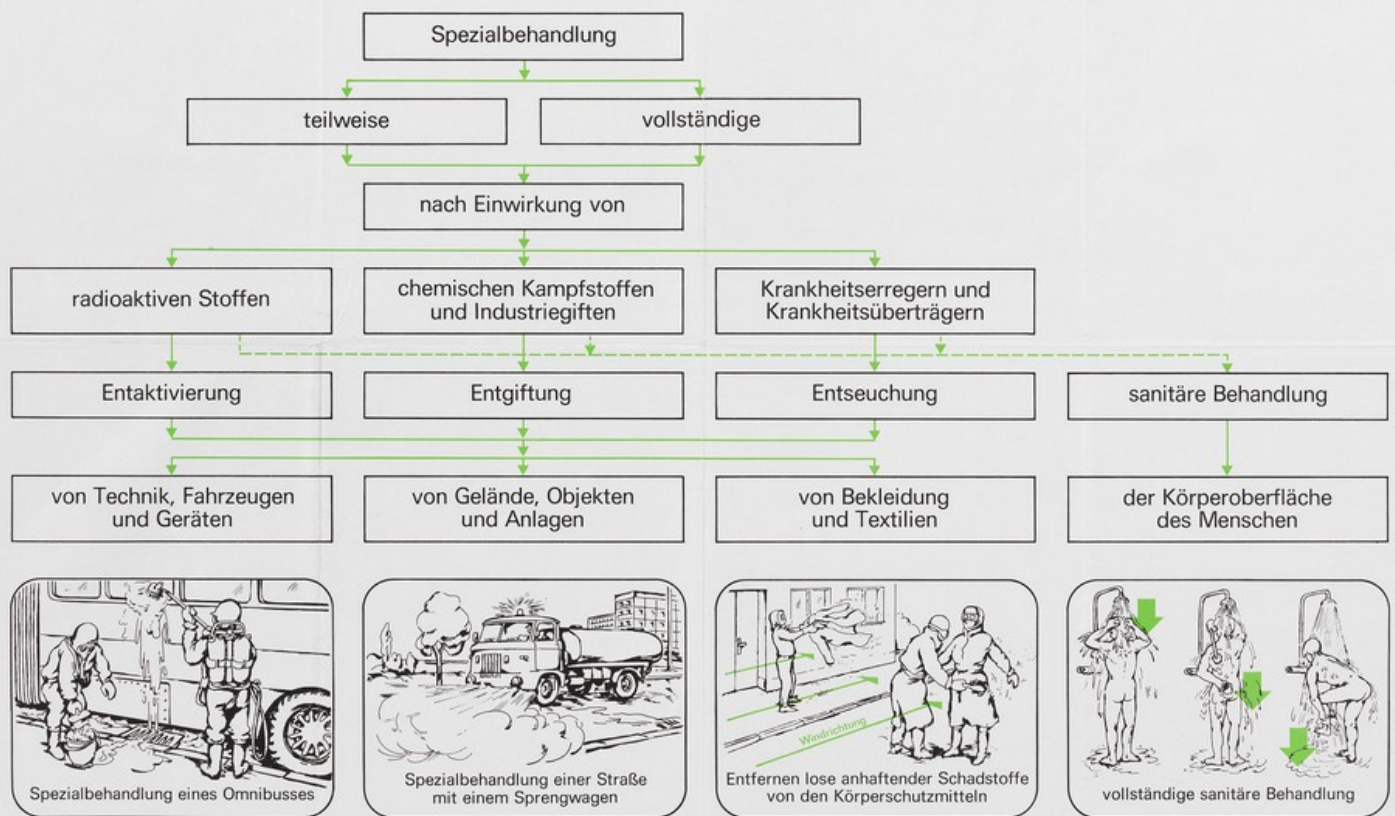 Spezialbehandlung
teilweise
vollständige
nach Einwirkung von
radioaktiven Stoffen
chemischen Kampfstoffen
und Industriegiften
Krankheitserregern und
Krankheitsüberträgern
Entaktivierung
Entgiftung
Entseuchung
sanitäre Behandlung
von Technik, Fahrzeugen
und Geräten
von Gelände, Objekten
und Anlagen
von Bekleidung
und Textilien
der Körperoberfläche
des Menschen
Spezialbehandlung eines Omnibusses
Spezialbehandlung einer Straße
mit einem Sprengwagen
Windrichtung
Entfernen lose anhaftender Schadstoffe
von den Körperschutzmitteln
vollständige sanitäre Behandlung